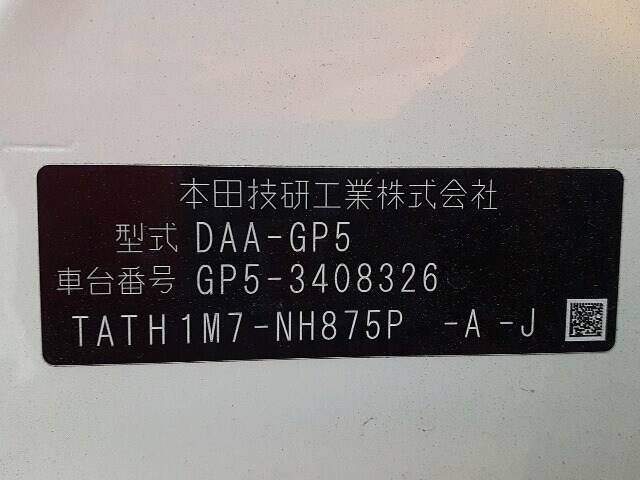 本田技研工業株式会社
型式 DAA-GP5
車台番号 GP5-3408326
TATH1M7-NH875P -A -J